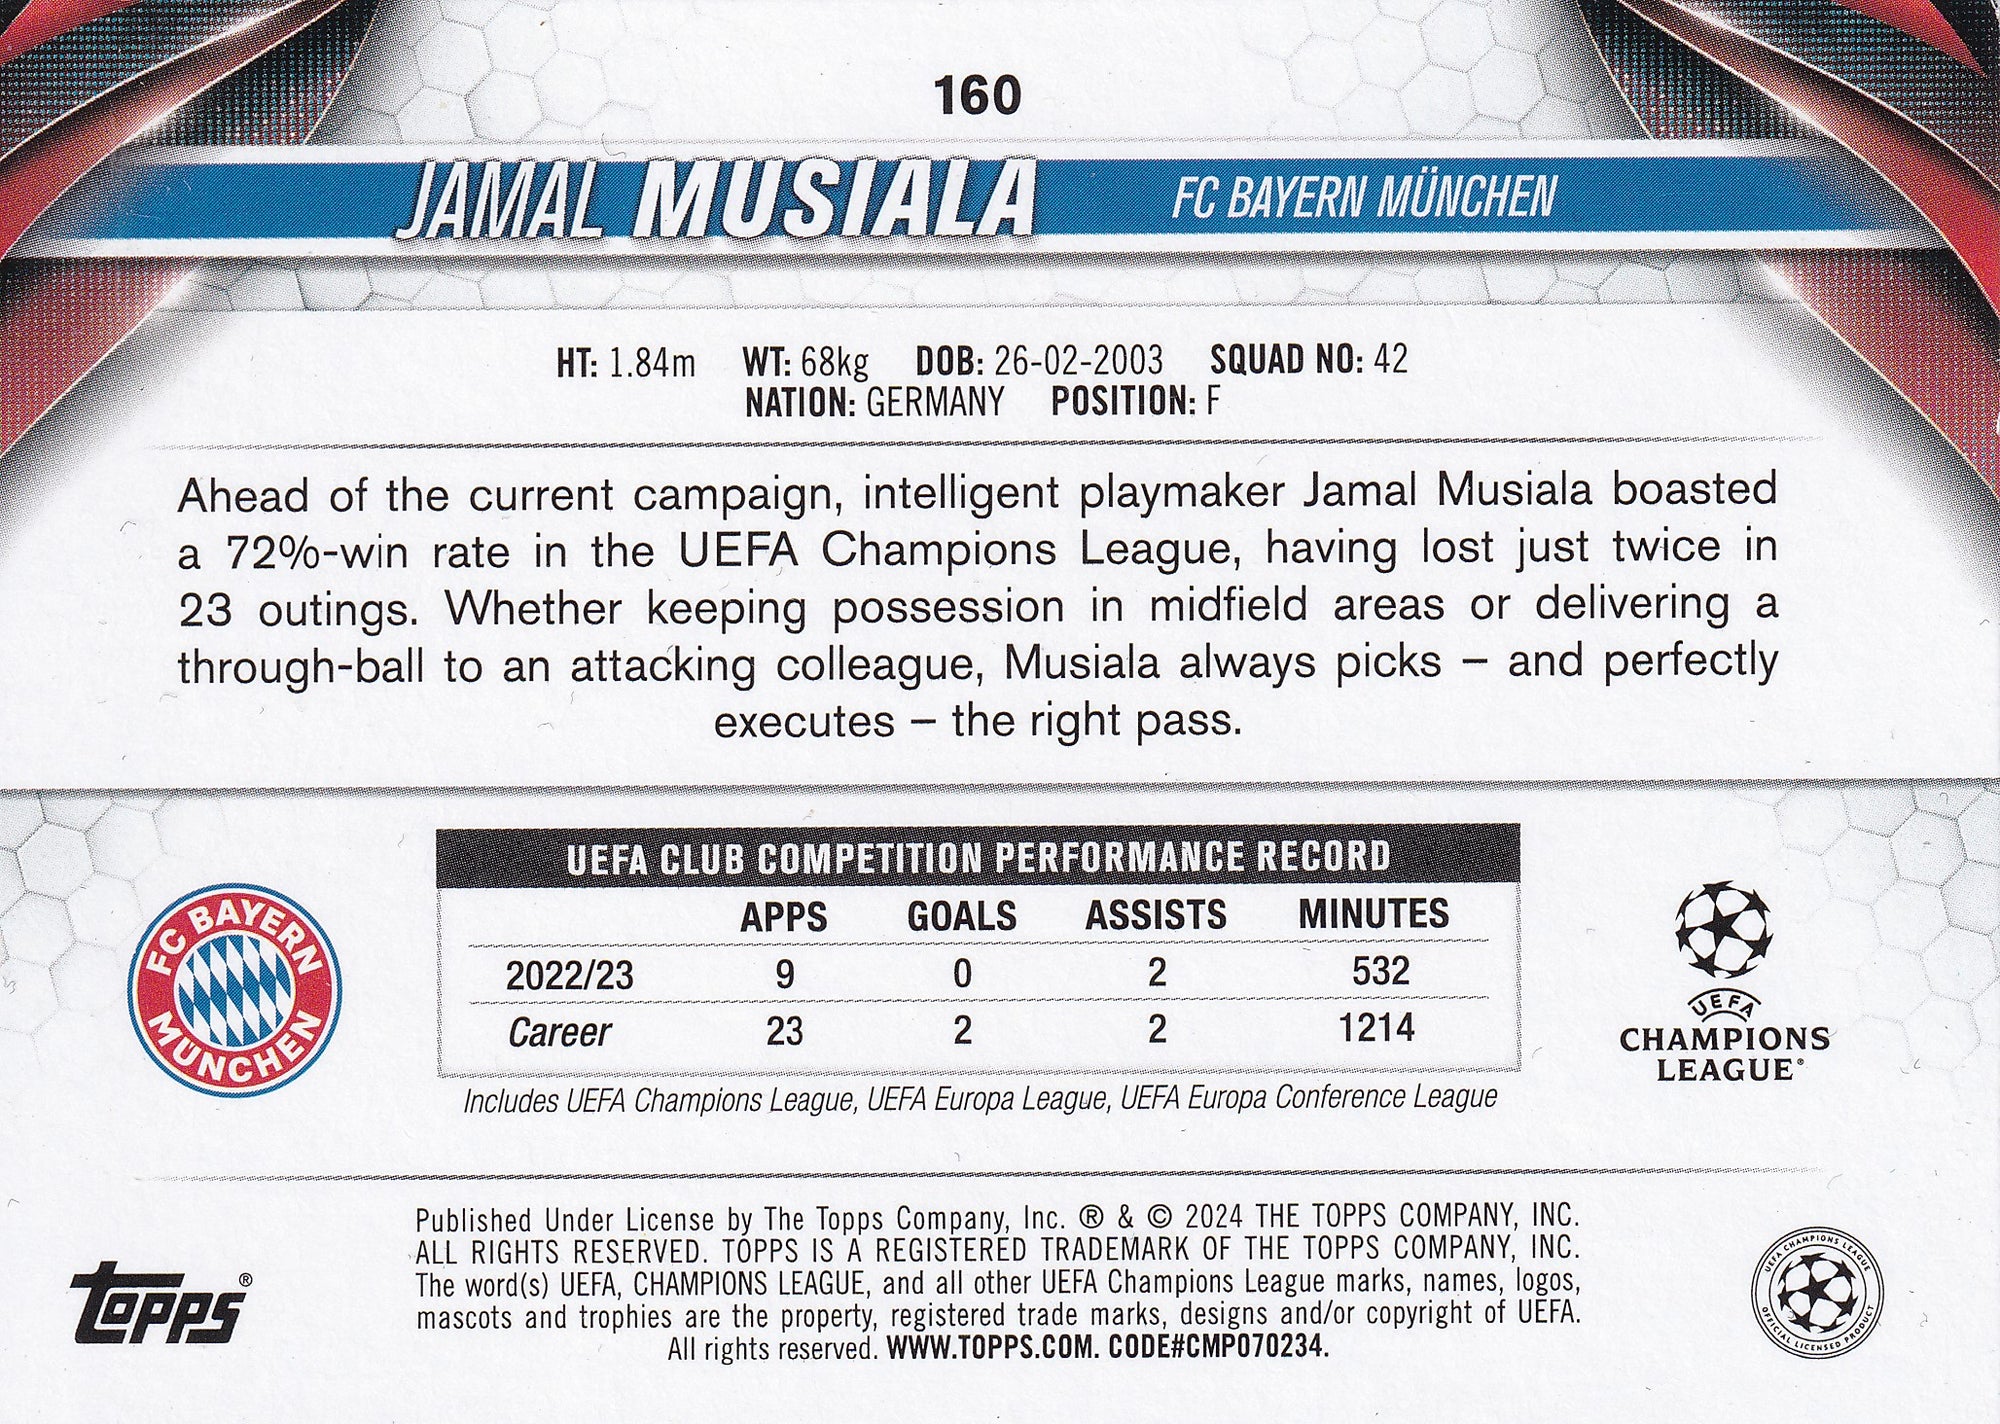 160
JAMAL MUSIALA FC BAYERN MÜNCHEN
HT: 1.84m WT: 68kg DOB: 26-02-2003 SQUAD NO: 42
NATION: GERMANY POSITION: F
Ahead of the current campaign, intelligent playmaker Jamal Musiala boasted
a 72%-win rate in the UEFA Champions League, having lost just twice in
23 outings. Whether keeping possession in midfield areas or delivering a
through-ball to an attacking colleague, Musiala always picks – and perfectly
executes – the right pass.
UEFA CLUB COMPETITION PERFORMANCE RECORD
APPS GOALS ASSISTS MINUTES
2022/23 9 0 2 532
Career 23 2 2 1214
Includes UEFA Champions League, UEFA Europa League, UEFA Europa Conference League
FC BAYERN
MÜNCHEN
UEFA
CHAMPIONS
LEAGUE®
Published Under License by The Topps Company, Inc. ® & © 2024 THE TOPPS COMPANY, INC.
ALL RIGHTS RESERVED. TOPPS IS A REGISTERED TRADEMARK OF THE TOPPS COMPANY, INC.
The word(s) UEFA, CHAMPIONS LEAGUE, and all other UEFA Champions League marks, names, logos,
mascots and trophies are the property, registered trade marks, designs and/or copyright of UEFA.
All rights reserved. WWW.TOPPS.COM. CODE#CMP070234.
Topps®
UEFA CHAMPIONS LEAGUE
OFFICIAL LICENSED PRODUCT